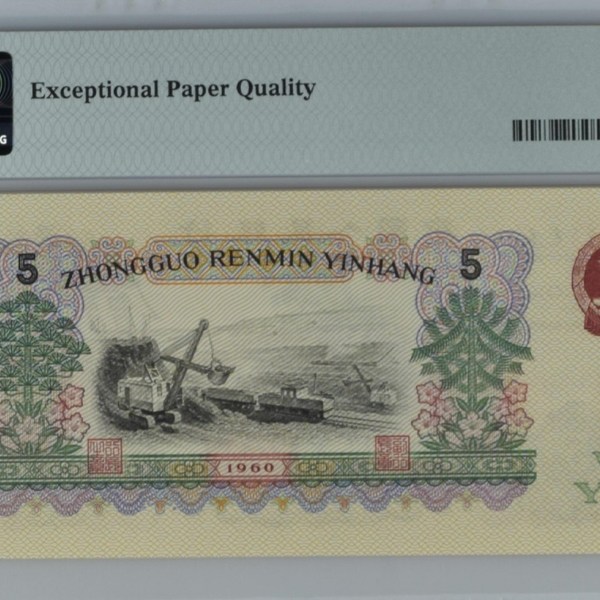 Exceptional Paper Quality
G
5 ZHONGGUO RENMIN YINHANG 5
1960
Y